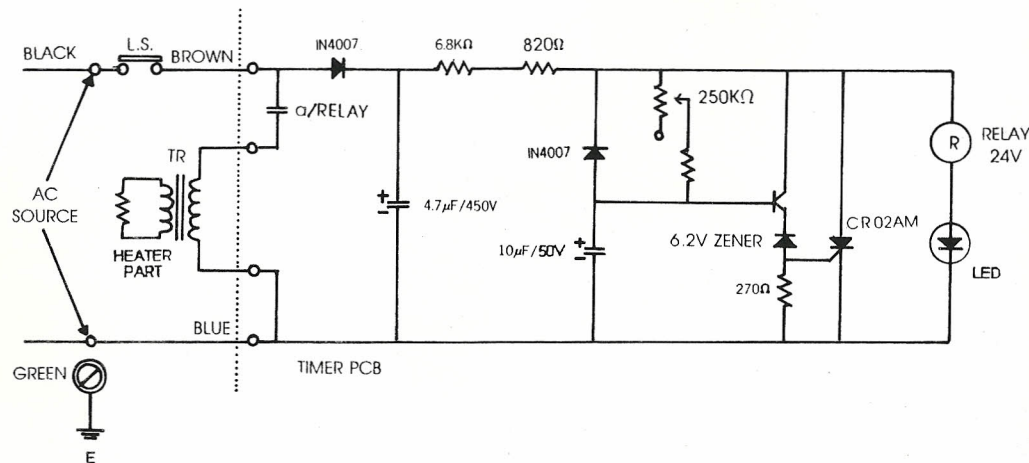 L.S.
BLACK
BROWN
IN4007
6.8KΩ
820Ω
a/RELAY
250KΩ
IN4007
RELAY
24V
R
TR
AC
SOURCE
HEATER
PART
+
-
4.7µF/450V
+
-
10µF/50V
6.2V ZENER
CR02AM
LED
270Ω
BLUE
TIMER PCB
GREEN
E